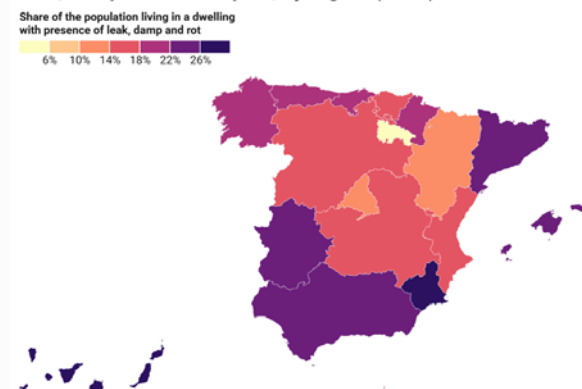 Share of the population living in a dwelling
with presence of leak, damp and rot
6% 10% 14% 18% 22% 26%